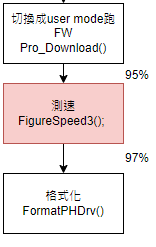 切換成user mode跑
FW
Pro_Download()
95%
測速
FigureSpeed3();
97%
格式化
FormatPHDrv()